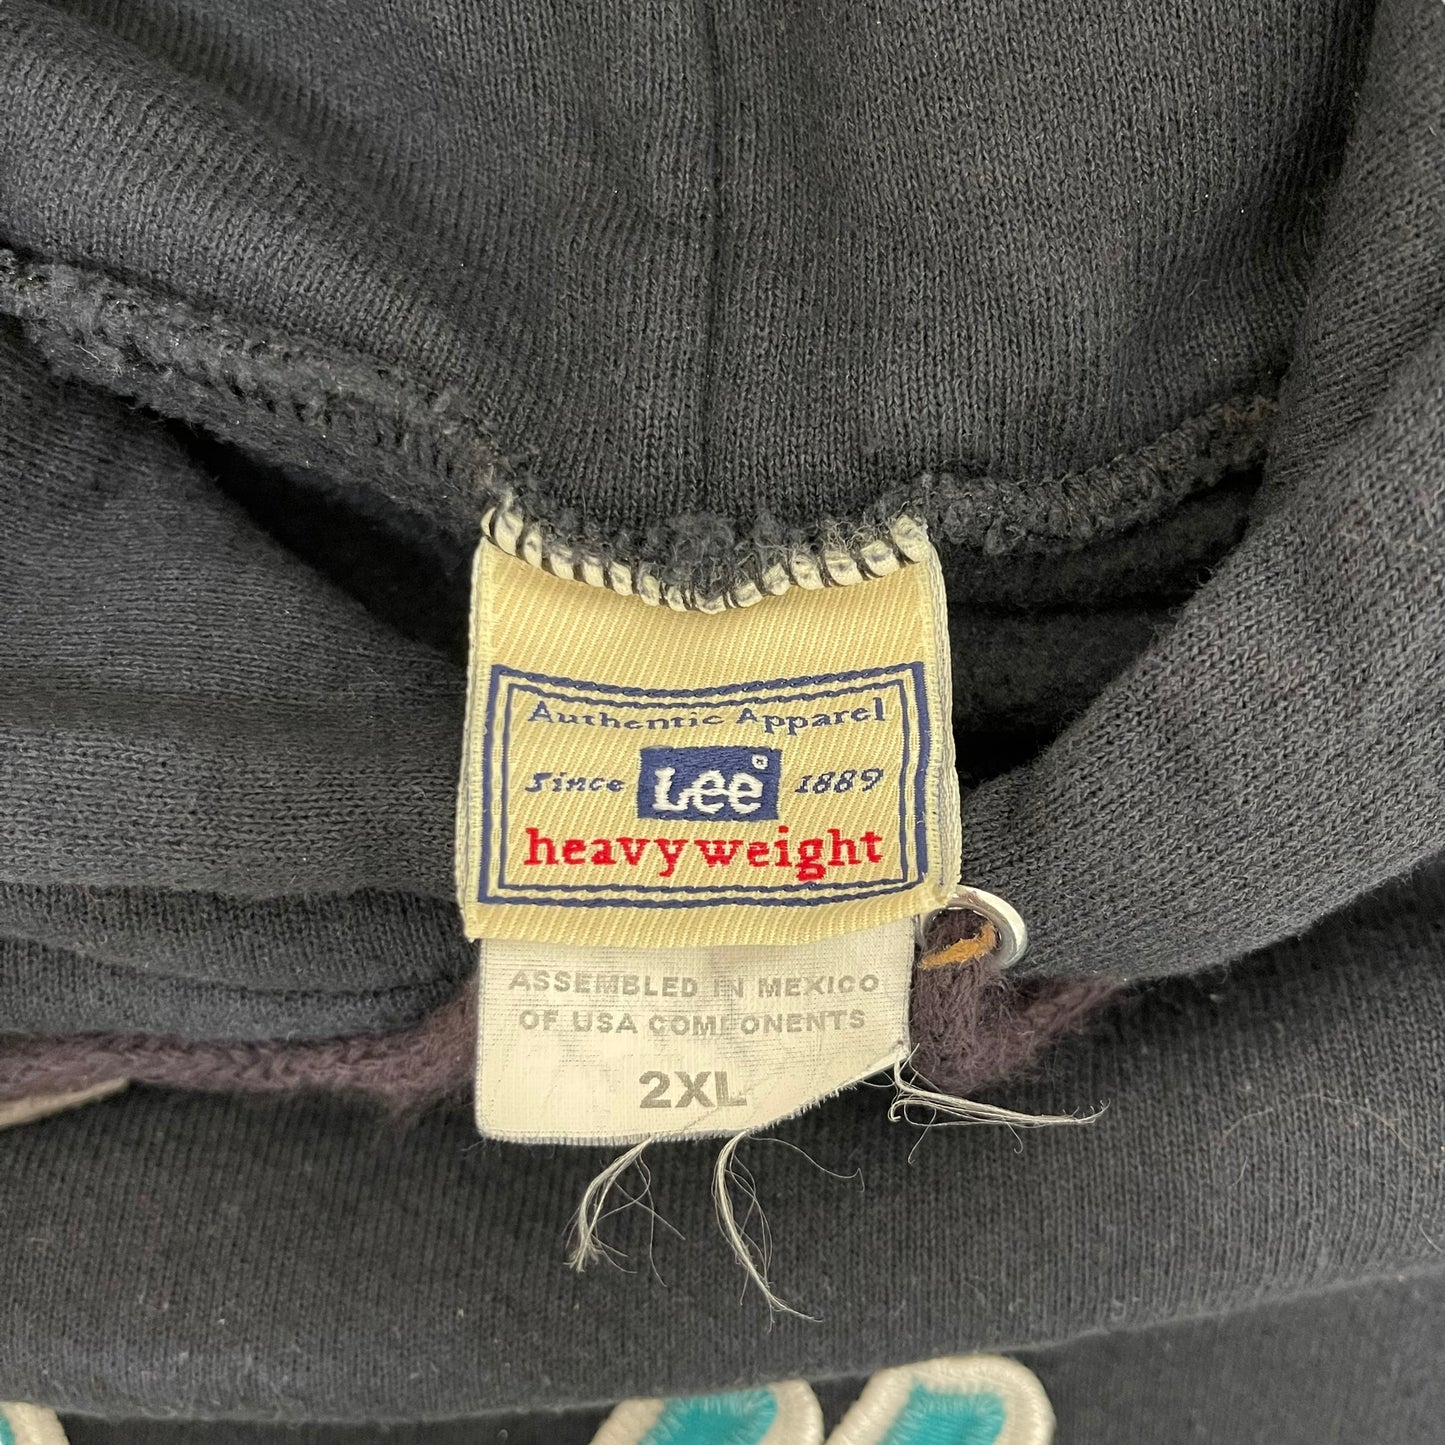 Authentic Apparel
Since Lee® 1889
heavyweight
ASSEMBLED IN MEXICO
OF USA COMPONENTS
2XL